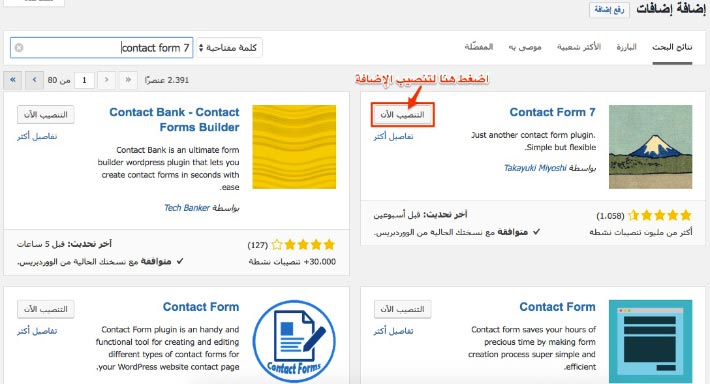 إضافة إضافات رفع إضافة
نتائج البحث البارزة الأكثر شعبية موصى به المفضّلة
كلمة مفتاحية contact form 7
2.391 عنصرًا « ‹ 1 من 80 › »
اضغط هنا لتنصيب الإضافة
Contact Form 7
التنصيب الآن
تفاصيل أكثر
Just another contact form plugin.
Simple but flexible
بواسطة Takayuki Miyoshi
(1.058)
آخر تحديث: قبل أسبوعين
أكثر من مليون تنصيبات نشطة
متوافقة مع نسختك الحالية من الووردبريس.
Contact Bank - Contact
Forms Builder
التنصيب الآن
تفاصيل أكثر
Contact Bank is an ultimate form
builder wordpress plugin that lets you
create contact forms in seconds with
.ease
بواسطة Tech Banker
(127)
آخر تحديث: قبل 5 ساعات
30.000+ تنصيبات نشطة
متوافقة مع نسختك الحالية من الووردبريس.
Contact Form
التنصيب الآن
تفاصيل أكثر
Contact form saves your hours of
precious time by making form
creation process super simple and
efficient
Contact Form
التنصيب الآن
تفاصيل أكثر
Contact Form plugin is an handy and
functional tool for creating and editing
different types of contact forms for
.your WordPress website contact page
Contact Forms